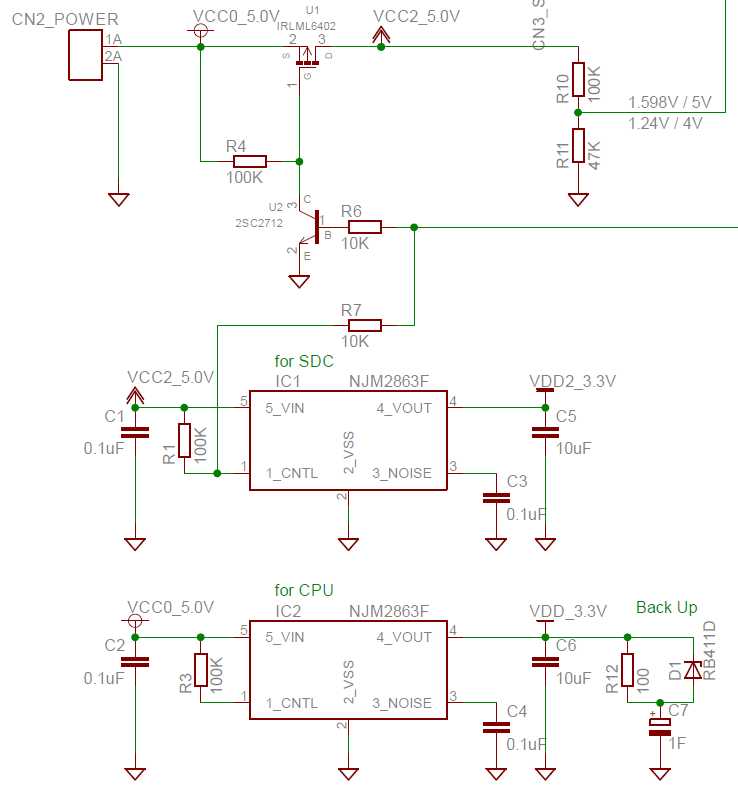 CN2_POWER
1A
2A
VCC0_5.0V
U1
IRLML6402
2
3
S
D
G
1
VCC2_5.0V
CN3_S
R10
100K
1.598V / 5V
1.24V / 4V
R11
47K
R4
100K
U2
2SC2712
3
C
1
B
2
E
R6
10K
R7
10K
for SDC
VCC2_5.0V
IC1
NJM2863F
VDD2_3.3V
C1
0.1uF
R1
100K
5
5_VIN
4_VOUT
4
1
1_CNTL
2_VSS
2
3_NOISE
3
C5
10uF
C3
0.1uF
for CPU
VCC0_5.0V
IC2
NJM2863F
VDD_3.3V
Back Up
C2
0.1uF
R3
100K
5
5_VIN
4_VOUT
4
1
1_CNTL
2_VSS
2
3_NOISE
3
C6
10uF
C4
0.1uF
R12
100
D1
RB411D
+
C7
1F